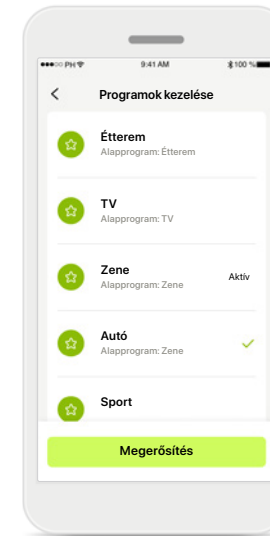 PH 9:41 AM 100 %
Programok kezelése
Étterem
Alapprogram: Étterem
TV
Alapprogram: TV
Zene
Alapprogram: Zene
Aktív
Autó
Alapprogram: Zene
Sport
Megerősítés